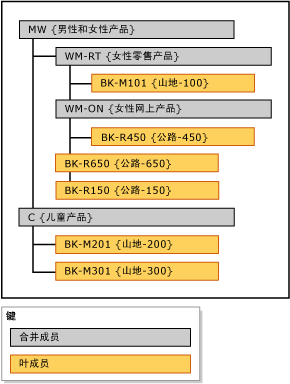 MW {男性和女性产品}
WM-RT {女性零售产品}
BK-M101 {山地-100}
WM-ON {女性网上产品}
BK-R450 {公路-450}
BK-R650 {公路-650}
BK-R150 {公路-150}
C {儿童产品}
BK-M201 {山地-200}
BK-M301 {山地-300}
键
合并成员
叶成员